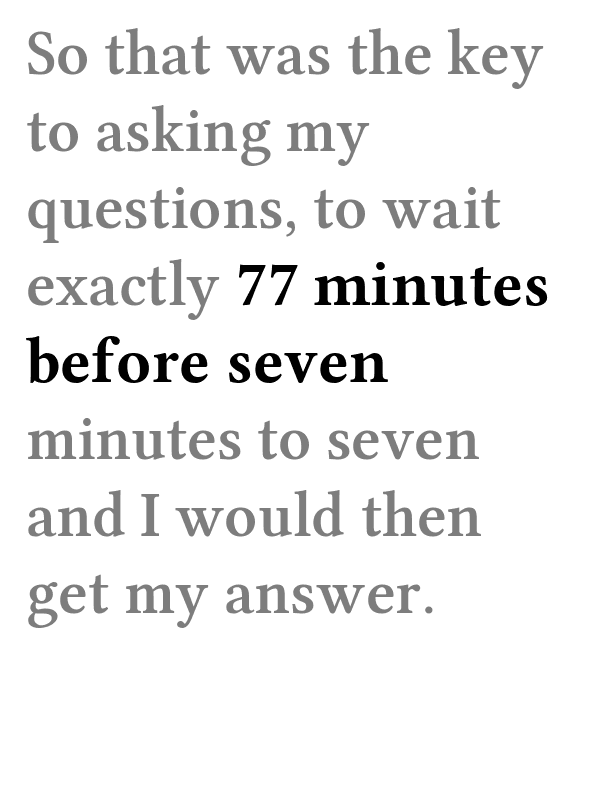 So that was the key
to asking my
questions, to wait
exactly 77 minutes
before seven
minutes to seven
and I would then
get my answer.